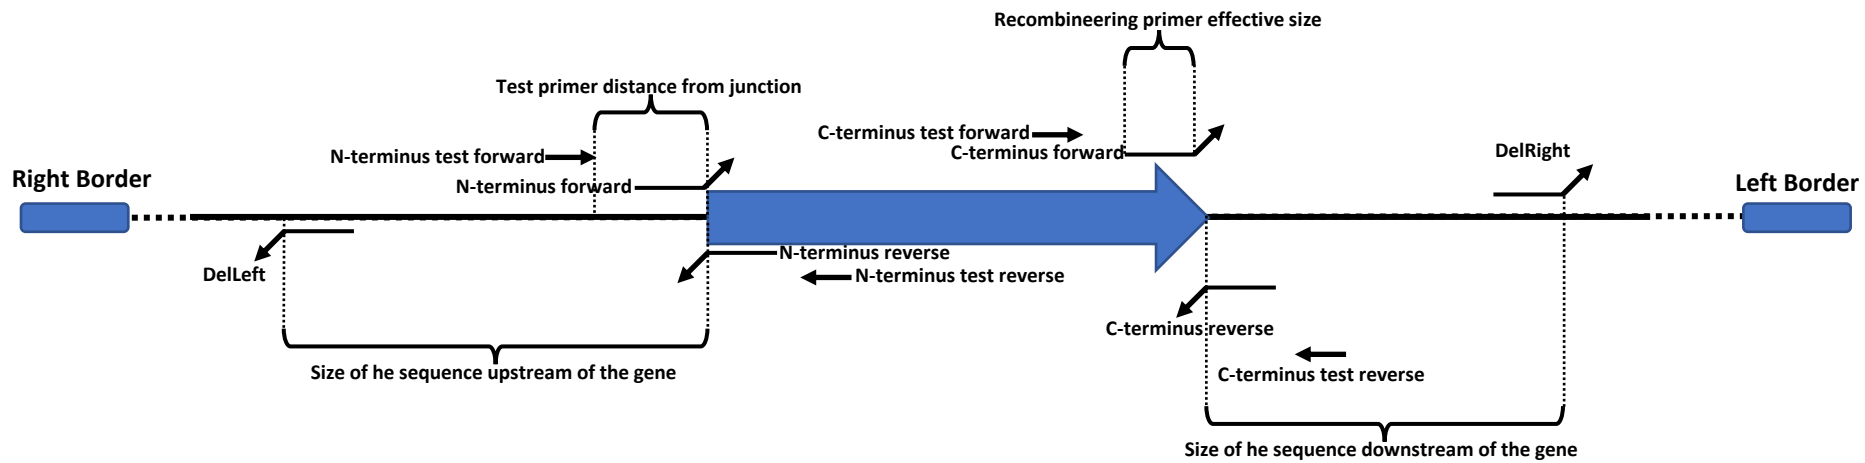 Recombineering primer effective size
Test primer distance from junction
C-terminus test forward
C-terminus forward
N-terminus test forward
DelRight
Right Border
N-terminus forward
Left Border
N-terminus reverse
DelLeft
N-terminus test reverse
C-terminus reverse
Size of he sequence upstream of the gene
C-terminus test reverse
Size of he sequence downstream of the gene